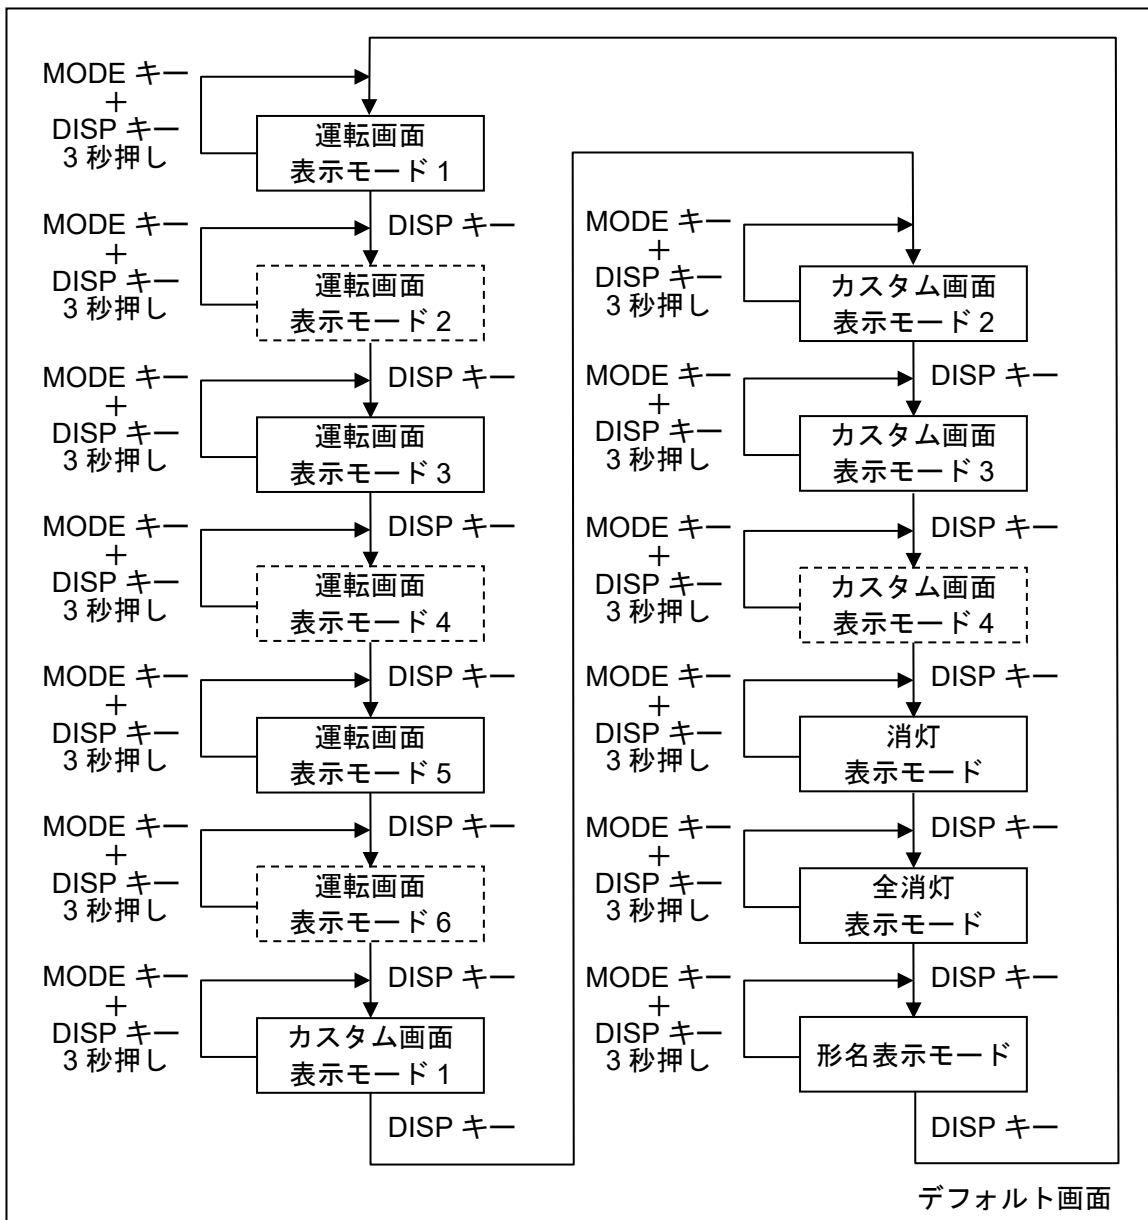 MODE キー
＋
DISP キー
3 秒押し
運転画面
表示モード 1
DISP キー
MODE キー
＋
DISP キー
3 秒押し
運転画面
表示モード 2
DISP キー
MODE キー
＋
DISP キー
3 秒押し
運転画面
表示モード 3
DISP キー
MODE キー
＋
DISP キー
3 秒押し
運転画面
表示モード 4
DISP キー
MODE キー
＋
DISP キー
3 秒押し
運転画面
表示モード 5
DISP キー
MODE キー
＋
DISP キー
3 秒押し
運転画面
表示モード 6
DISP キー
MODE キー
＋
DISP キー
3 秒押し
カスタム画面
表示モード 1
DISP キー
MODE キー
＋
DISP キー
3 秒押し
カスタム画面
表示モード 2
DISP キー
MODE キー
＋
DISP キー
3 秒押し
カスタム画面
表示モード 3
DISP キー
MODE キー
＋
DISP キー
3 秒押し
カスタム画面
表示モード 4
DISP キー
MODE キー
＋
DISP キー
3 秒押し
消灯
表示モード
DISP キー
MODE キー
＋
DISP キー
3 秒押し
全消灯
表示モード
DISP キー
MODE キー
＋
DISP キー
3 秒押し
形名表示モード
DISP キー
デフォルト画面